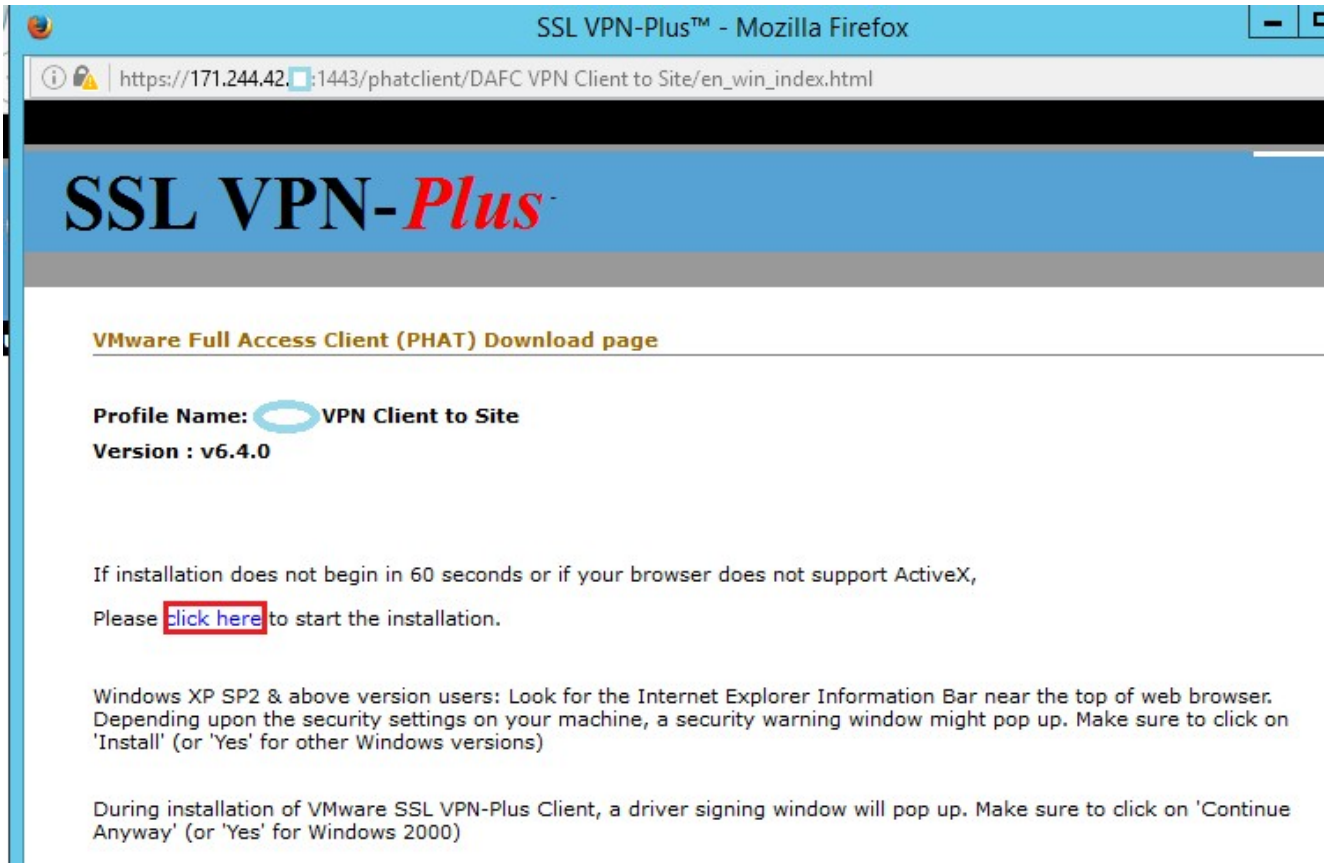 SSL VPN-Plus™ - Mozilla Firefox
https://171.244.42. :1443/phatclient/DAFC VPN Client to Site/en_win_index.html
SSL VPN-Plus
VMware Full Access Client (PHAT) Download page
Profile Name: VPN Client to Site
Version : v6.4.0
If installation does not begin in 60 seconds or if your browser does not support ActiveX,
Please click here to start the installation.
Windows XP SP2 & above version users: Look for the Internet Explorer Information Bar near the top of web browser.
Depending upon the security settings on your machine, a security warning window might pop up. Make sure to click on
'Install' (or 'Yes' for other Windows versions)
During installation of VMware SSL VPN-Plus Client, a driver signing window will pop up. Make sure to click on 'Continue
Anyway' (or 'Yes' for Windows 2000)